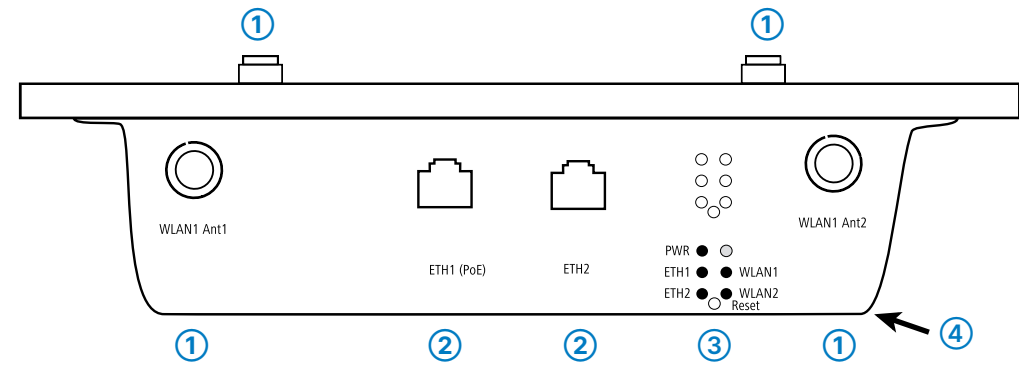 ① ①
WLAN1 Ant1
WLAN1 Ant2
ETH1 (PoE)
ETH2
PWR
ETH1 WLAN1
ETH2 WLAN2
Reset
① ② ② ③ ① ④